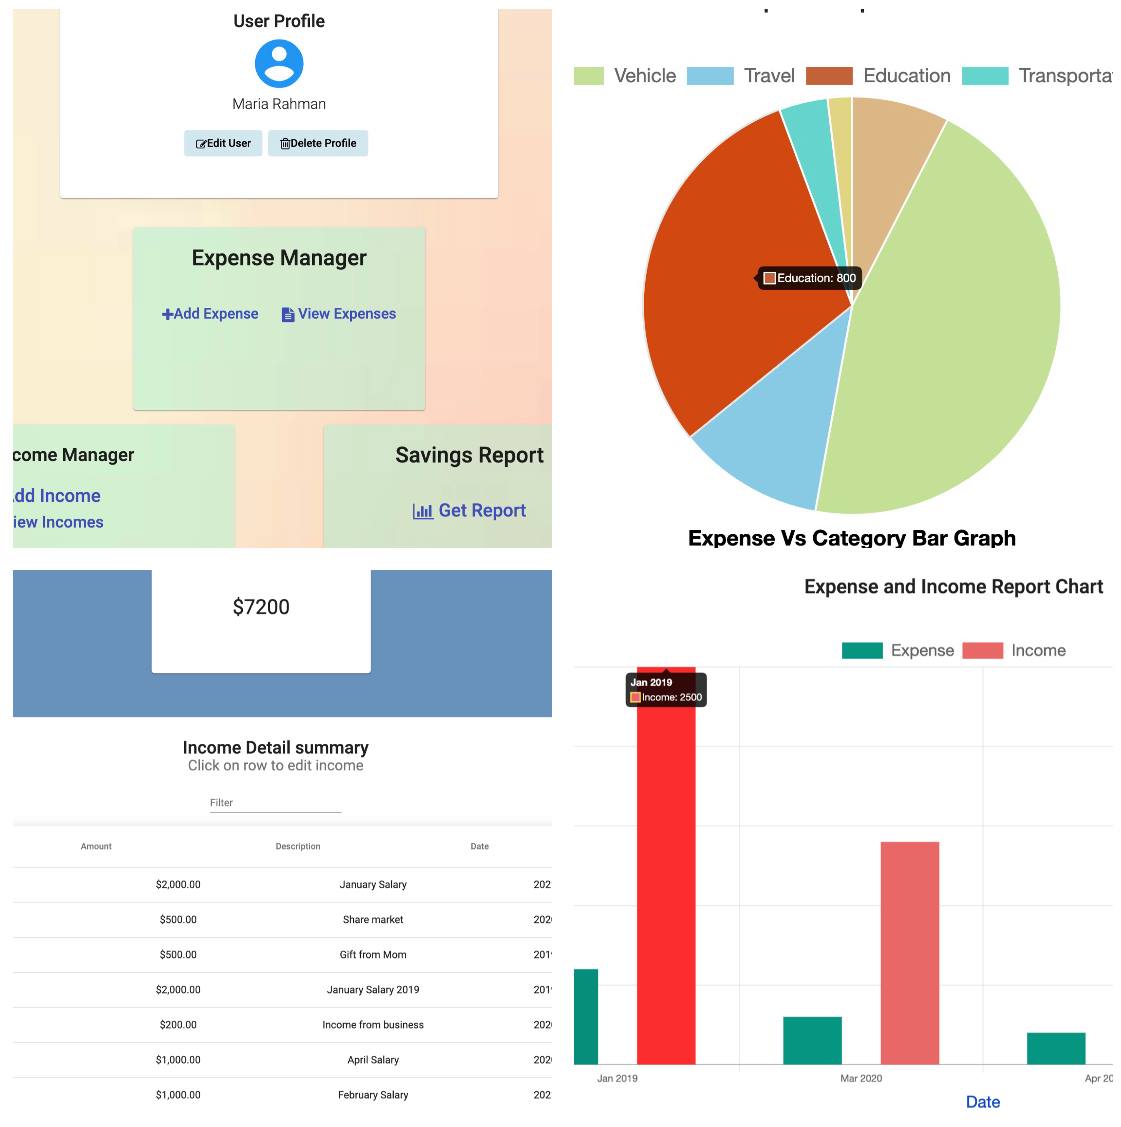 User Profile
Maria Rahman
Edit User
Delete Profile
Expense Manager
Add Expense
View Expenses
come Manager
dd Income
iew Incomes
Savings Report
Get Report
Vehicle
Travel
Education
Transporta
Education: 800
Expense Vs Category Bar Graph
$7200
Income Detail summary
Click on row to edit income
Filter
Amount Description Date
$2,000.00 January Salary 202
$500.00 Share market 202
$500.00 Gift from Mom 201
$2,000.00 January Salary 2019 201
$200.00 Income from business 202
$1,000.00 April Salary 202
$1,000.00 February Salary 202
Expense and Income Report Chart
Expense
Income
Jan 2019
Income: 2500
Jan 2019
Mar 2020
Apr 20
Date